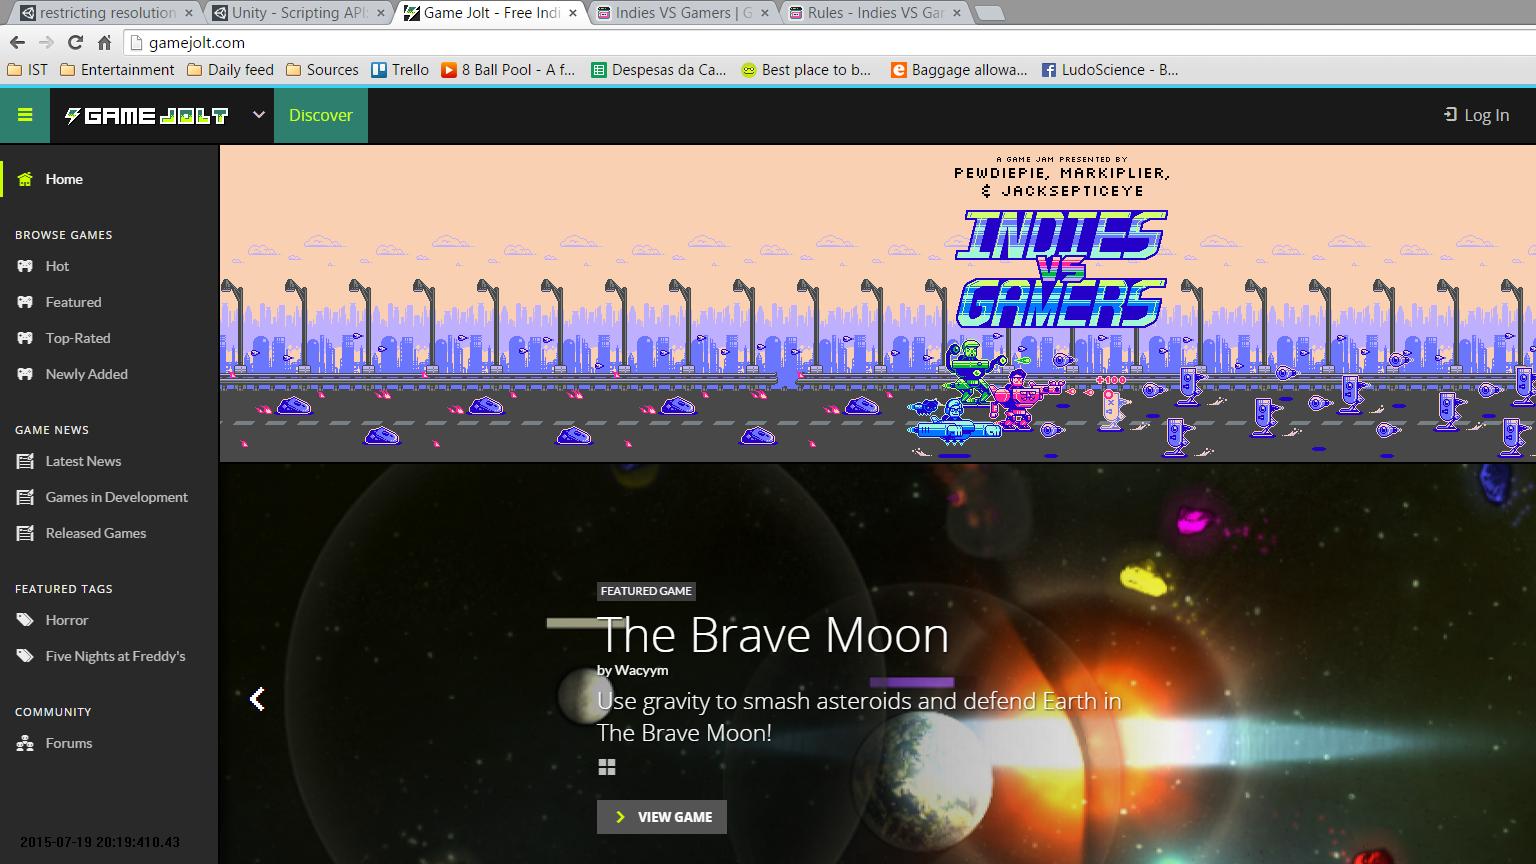 restricting resolution
Unity - Scripting API:
Game Jolt - Free Indi
Indies VS Gamers | G
Rules - Indies VS Gar
gamejolt.com
IST
Entertainment
Daily feed
Sources
Trello
8 Ball Pool - A f...
Despesas da Ca...
Best place to b...
Baggage allowa...
LudoScience - B...
GAME JOLT
Discover
Log In
Home
BROWSE GAMES
Hot
Featured
Top-Rated
Newly Added
GAME NEWS
Latest News
Games in Development
Released Games
FEATURED TAGS
Horror
Five Nights at Freddy's
COMMUNITY
Forums
2015-07-19 20:19:410.43
A GAME JAM PRESENTED BY
PEWDIEPIE, MARKIPLIER,
& JACKSEPTICEYE
INDIES
VS
GAMERS
+100
FEATURED GAME
The Brave Moon
by Wacyym
Use gravity to smash asteroids and defend Earth in
The Brave Moon!
VIEW GAME